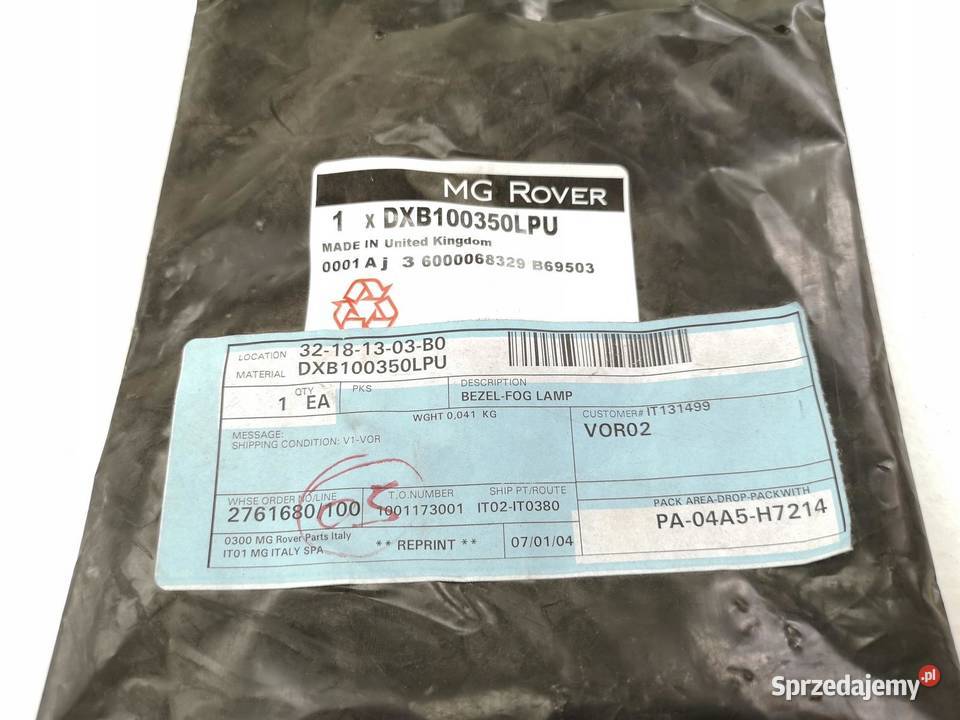 MG ROVER
1 x DXB100350LPU
MADE IN United Kingdom
0001 A j 3 6000068329 B69503
LOCATION 32-18-13-03-B0
MATERIAL DXB100350LPU
QTY
1 EA
PKS
DESCRIPTION
BEZEL-FOG LAMP
WGHT 0,041 KG
CUSTOMER# IT131499
VOR02
MESSAGE:
SHIPPING CONDITION: V1-VOR
WHSE ORDER NO/LINE
2761680/100
T.O.NUMBER
1001173001
SHIP PT/ROUTE
IT02-IT0380
PACK AREA-DROP-PACKWITH
PA-04A5-H7214
0300 MG Rover Parts Italy
IT01 MG ITALY SPA
** REPRINT **
07/01/04
Sprzedajemy.pl